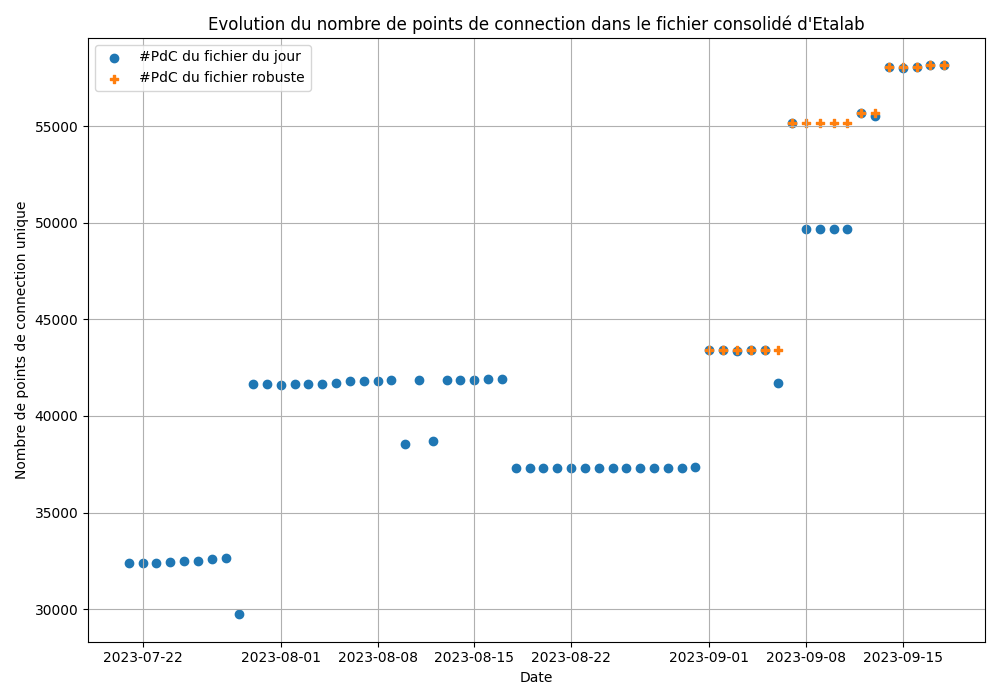 Evolution du nombre de points de connection dans le fichier consolidé d'Etalab
#PdC du fichier du jour
#PdC du fichier robuste
Nombre de points de connection unique
55000
50000
45000
40000
35000
30000
2023-07-22
2023-08-01
2023-08-08
2023-08-15
2023-08-22
2023-09-01
2023-09-08
2023-09-15
Date